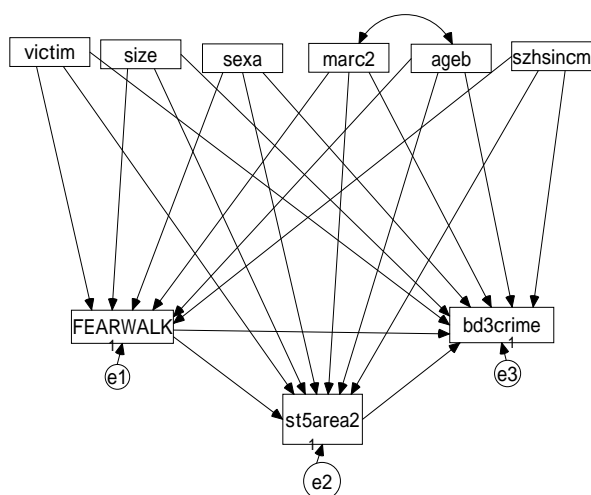 victim
size
sexa
marc2
ageb
szhsincm
FEARWALK
1
bd3crime
1
e1
e3
st5area2
1
e2